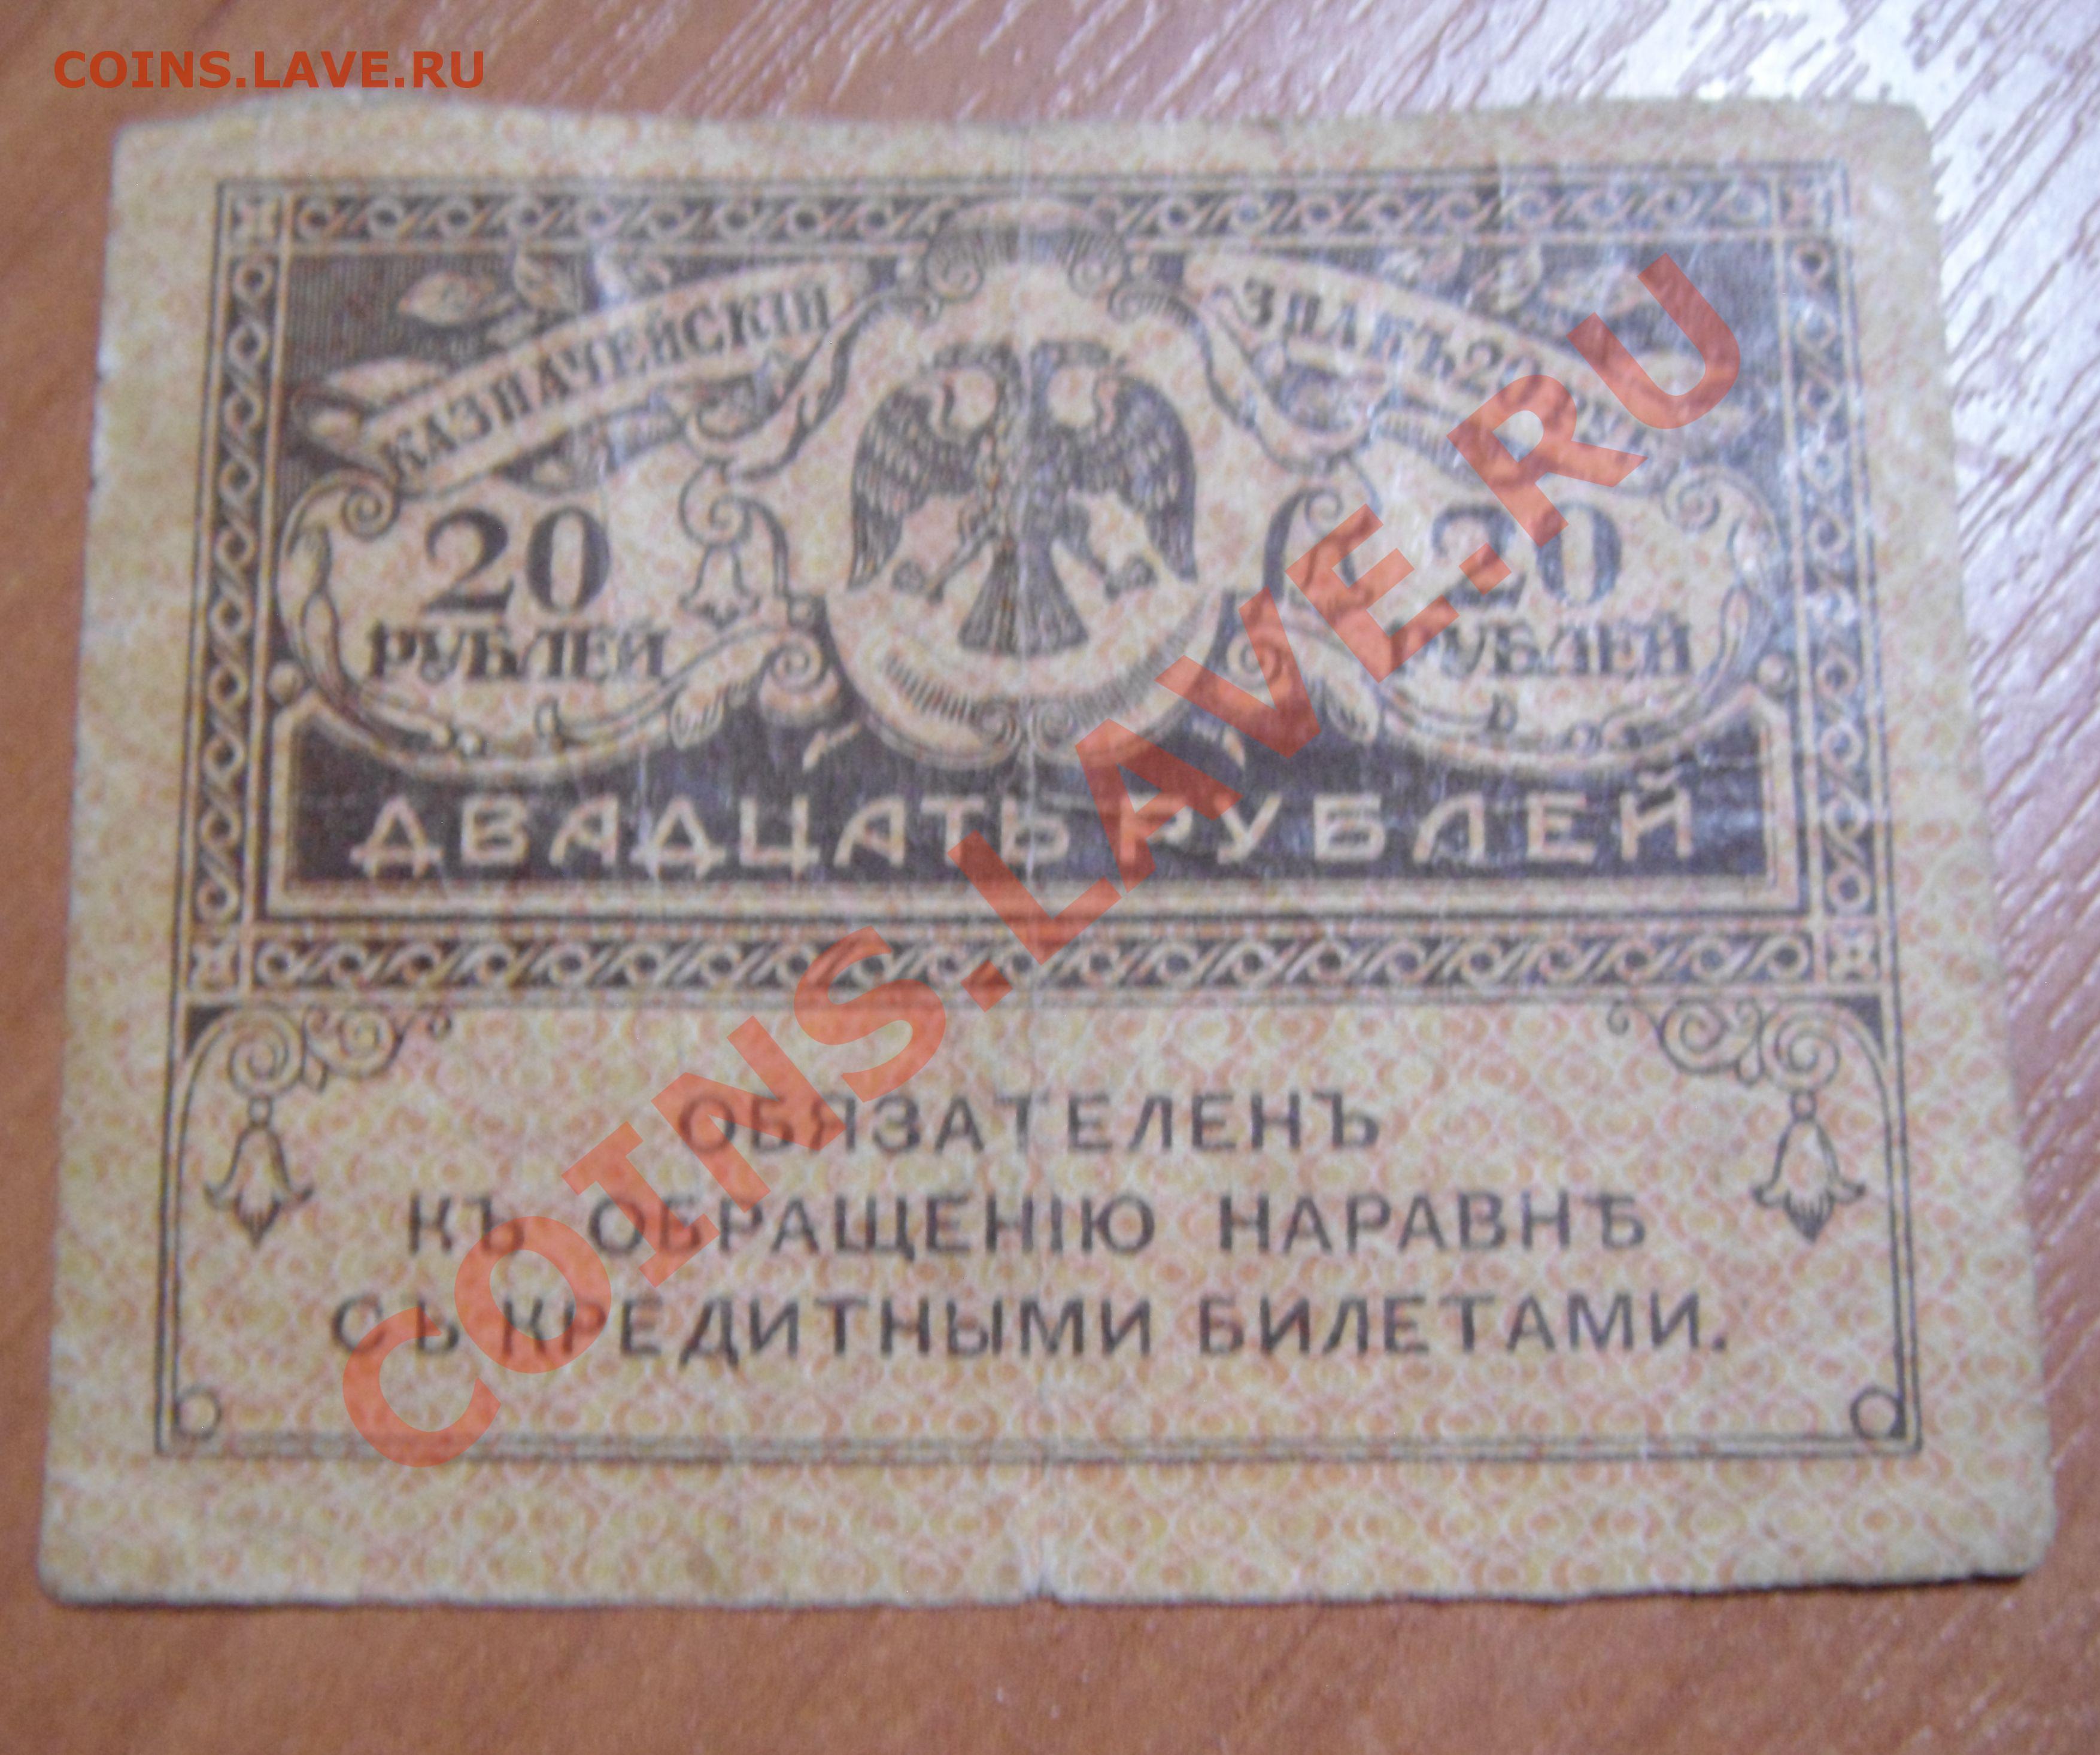 COINS.LAVE.RU
КАЗНАЧЕЙСКІЙ ЗНАКЪ
20 20
РУБЛЕЙ РУБЛЕЙ
ДВАДЦАТЬ РУБЛЕЙ
ОБЯЗАТЕЛЕНЪ
КЪ ОБРАЩЕНІЮ НАРАВНѢ
СЪ КРЕДИТНЫМИ БИЛЕТАМИ.
COINS.LAVE.RU